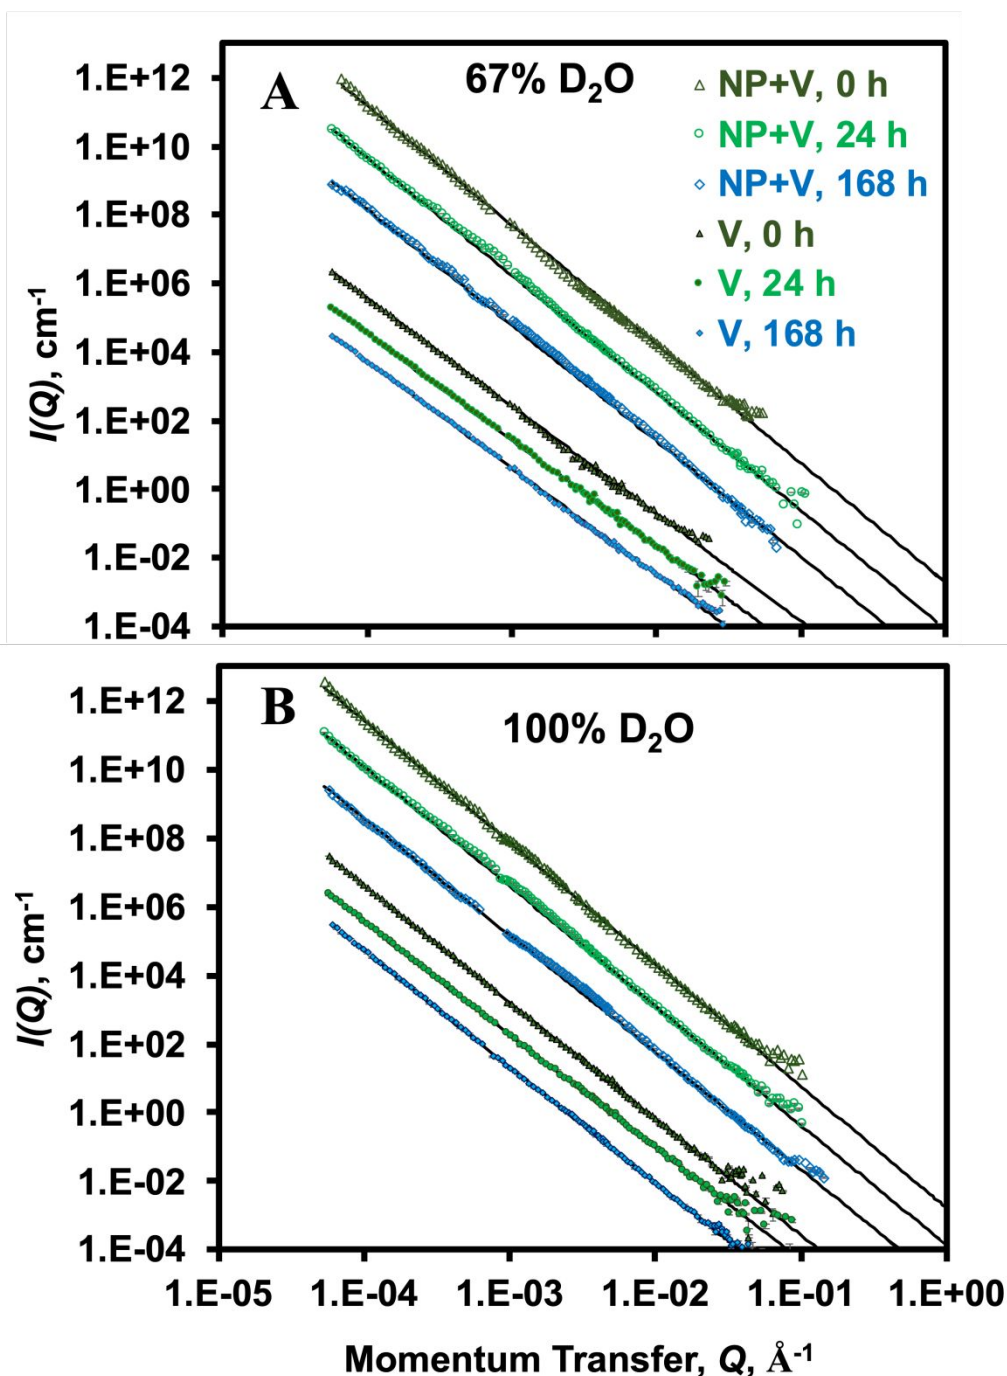 A
67% D₂O
NP+V, 0 h
NP+V, 24 h
NP+V, 168 h
V, 0 h
V, 24 h
V, 168 h
1.E+12
1.E+10
1.E+08
1.E+06
1.E+04
1.E+02
1.E+00
1.E-02
1.E-04
I(Q), cm⁻¹
B
100% D₂O
1.E+12
1.E+10
1.E+08
1.E+06
1.E+04
1.E+02
1.E+00
1.E-02
1.E-04
I(Q), cm⁻¹
1.E-05 1.E-04 1.E-03 1.E-02 1.E-01 1.E+00
Momentum Transfer, Q, Å⁻¹